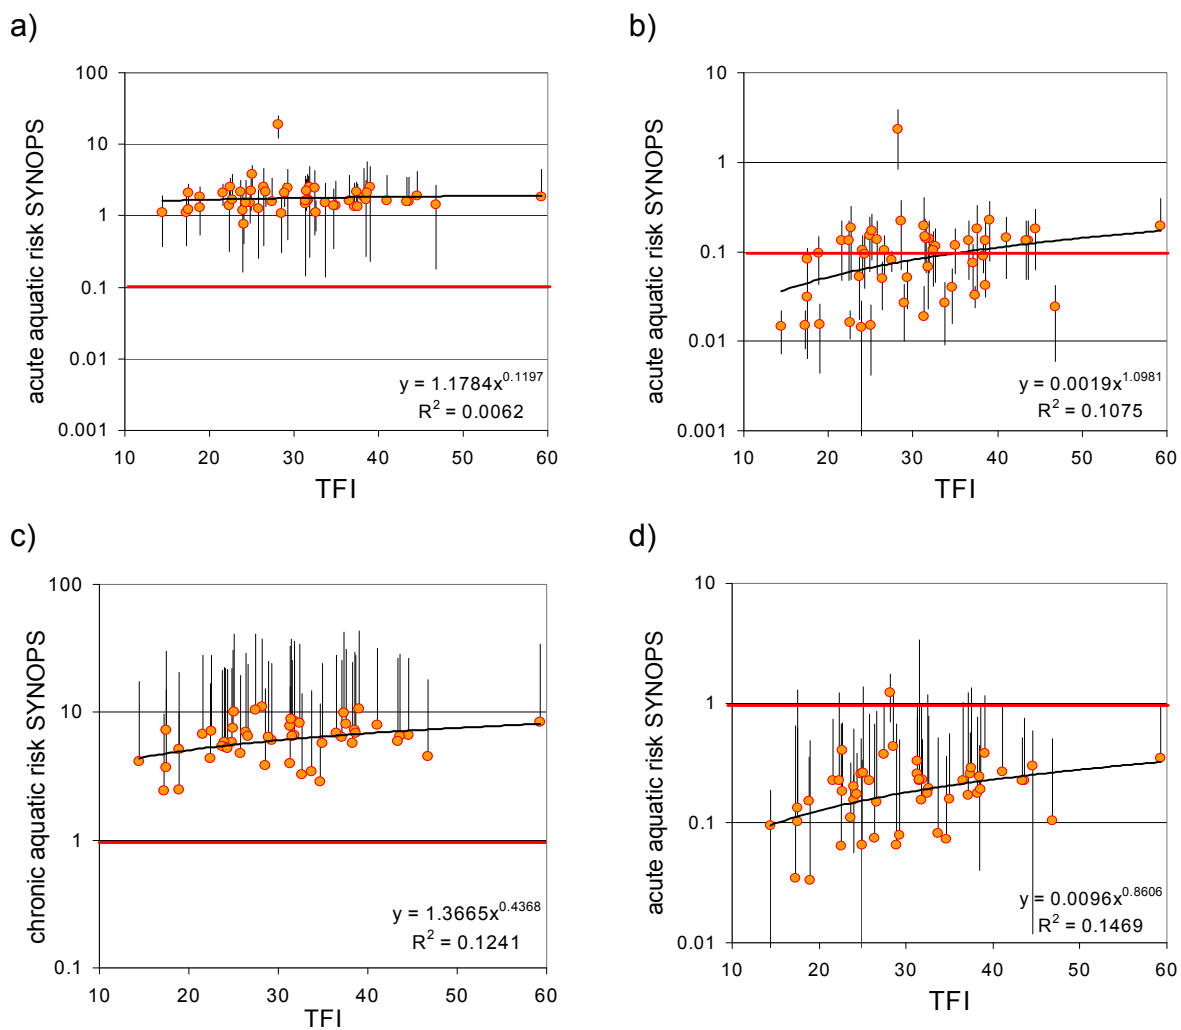 a)
100
10
1
0.1
0.01
0.001
acute aquatic risk SYNOPS
y = 1.1784x^0.1197
R² = 0.0062
10 20 30 40 50 60
TFI
b)
10
1
0.1
0.01
0.001
acute aquatic risk SYNOPS
y = 0.0019x^1.0981
R² = 0.1075
10 20 30 40 50 60
TFI
c)
100
10
1
0.1
chronic aquatic risk SYNOPS
y = 1.3665x^0.4368
R² = 0.1241
10 20 30 40 50 60
TFI
d)
10
1
0.1
0.01
acute aquatic risk SYNOPS
y = 0.0096x^0.8606
R² = 0.1469
10 20 30 40 50 60
TFI